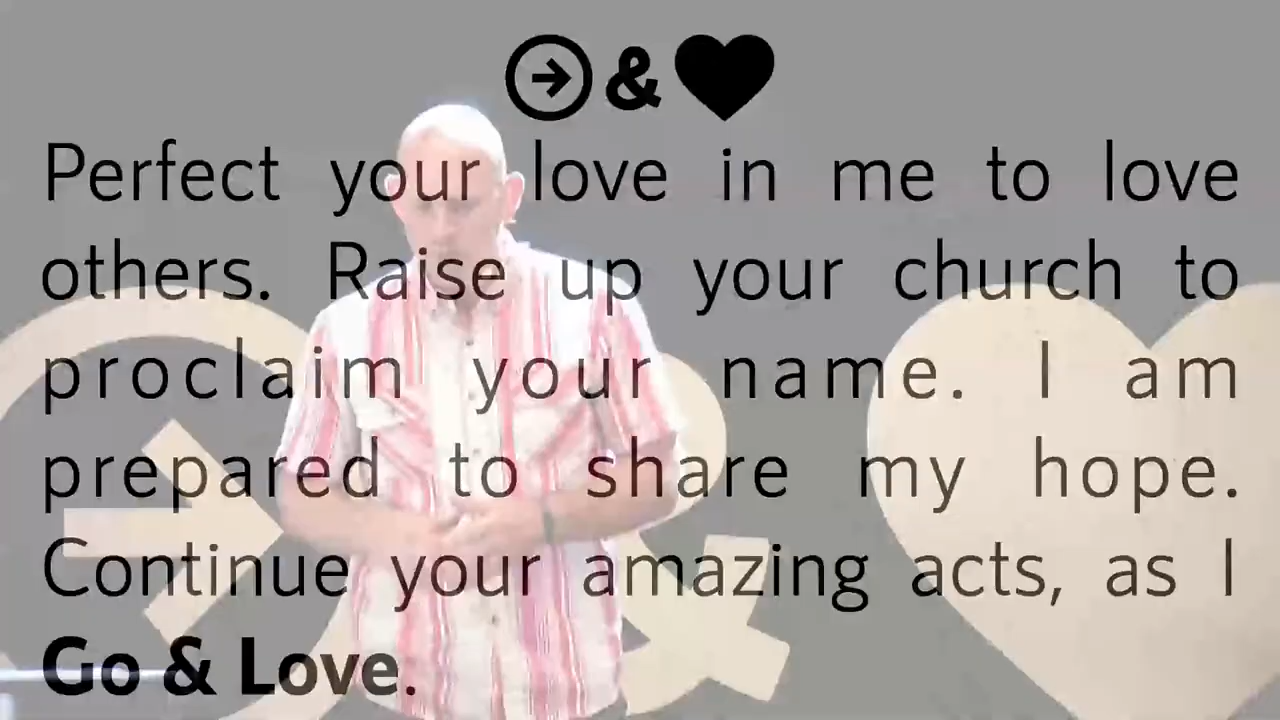 &
Perfect your love in me to love
others. Raise up your church to
proclaim your name. I am
prepared to share my hope.
Continue your amazing acts, as I
Go & Love.
&